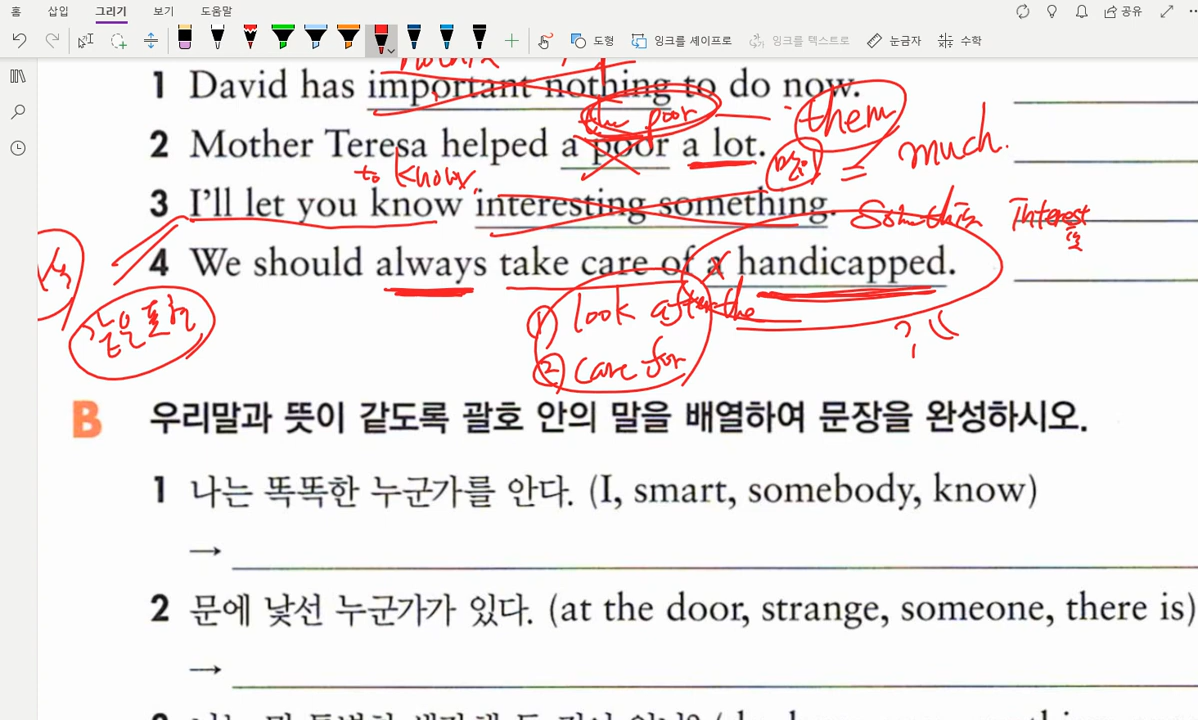 홈 삽입 그리기 보기 도움말
공유
도형 잉크를 셰이프로 잉크를 텍스트로 눈금자 수학
1 David has important nothing to do now.
the poor
them
2 Mother Teresa helped a poor a lot.
= much.
to know
3 I'll let you know interesting something.
4 We should always take care of a handicapped.
같은 표현
① look after the
② care for
B 우리말과 뜻이 같도록 괄호 안의 말을 배열하여 문장을 완성하시오.
1 나는 똑똑한 누군가를 안다. (I, smart, somebody, know)
→
2 문에 낯선 누군가가 있다. (at the door, strange, someone, there is)
→